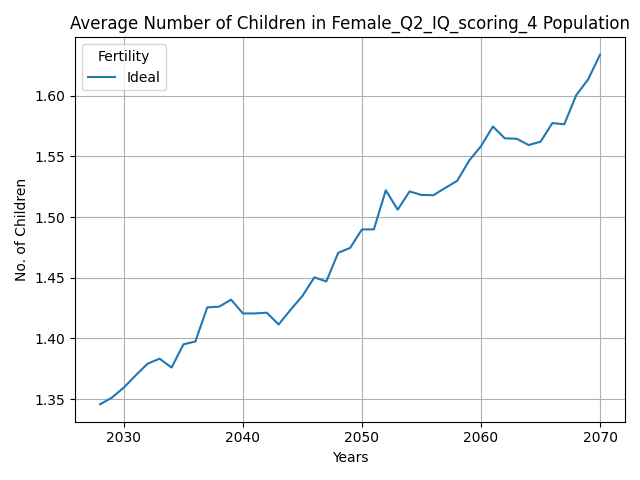 Average Number of Children in Female_Q2_IQ_scoring_4 Population
Fertility
Ideal
No. of Children
1.60
1.55
1.50
1.45
1.40
1.35
2030 2040 2050 2060 2070
Years